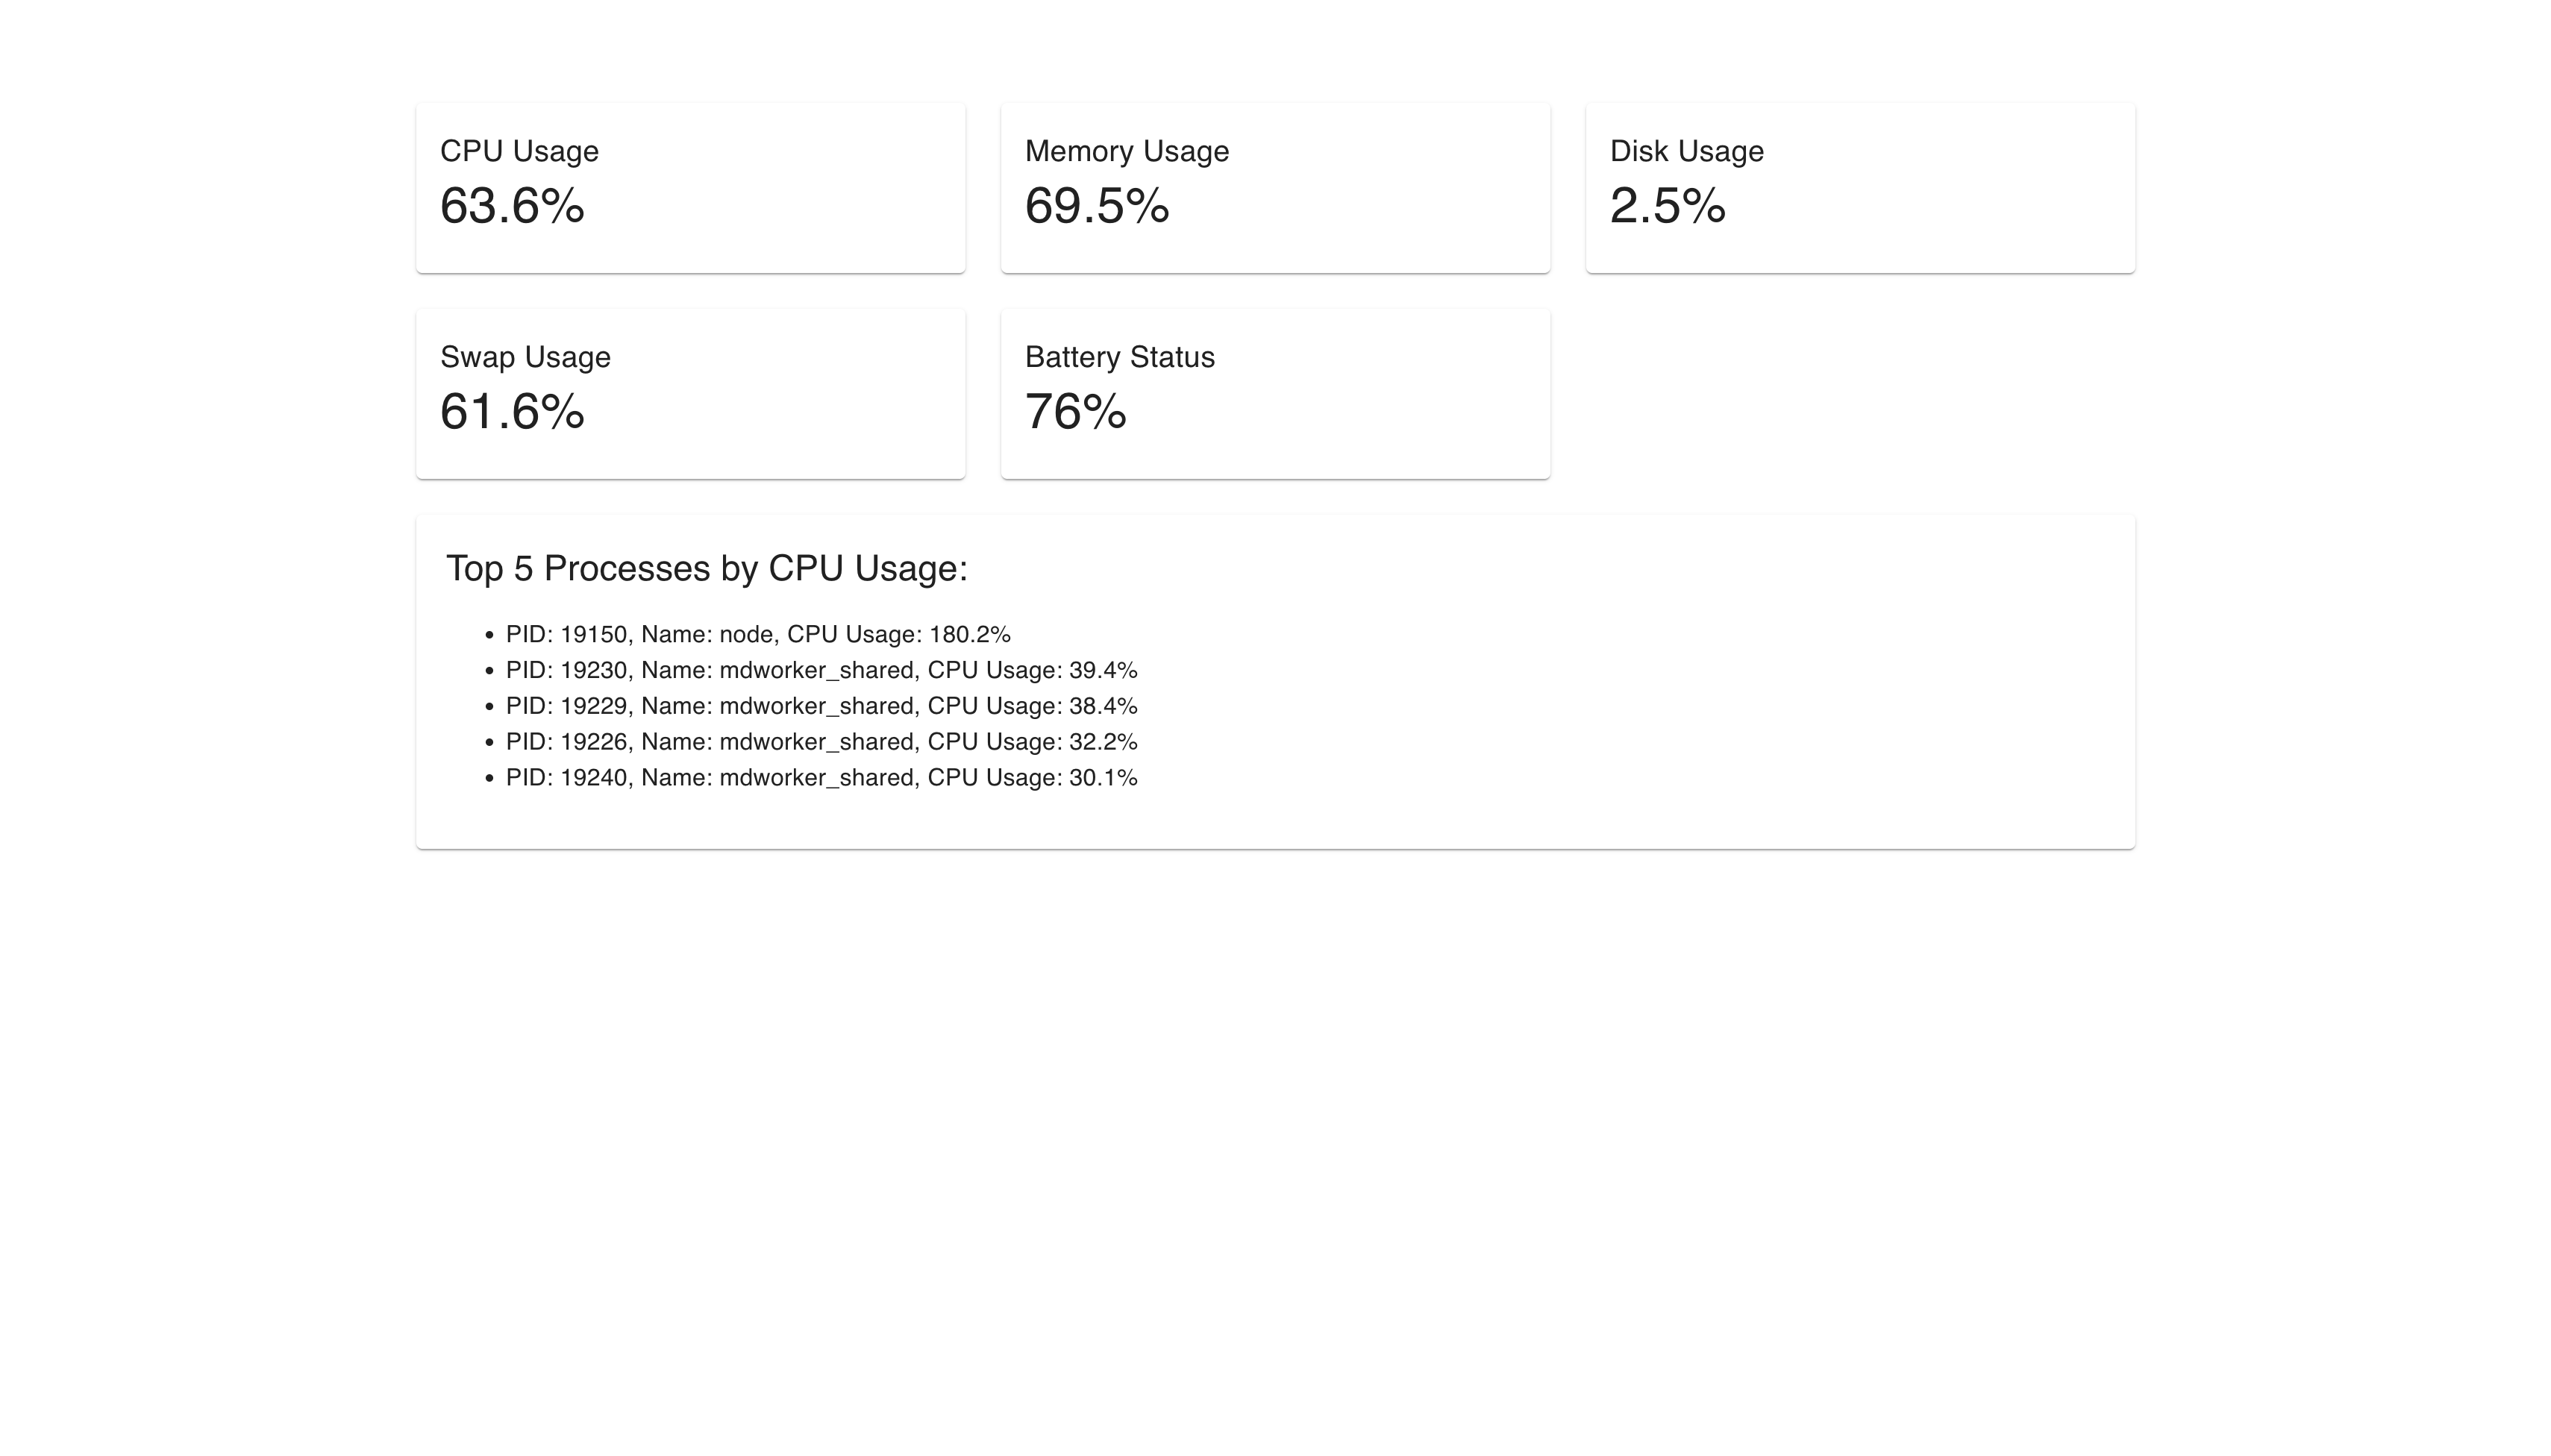 CPU Usage
63.6%
Memory Usage
69.5%
Disk Usage
2.5%
Swap Usage
61.6%
Battery Status
76%
Top 5 Processes by CPU Usage:
• PID: 19150, Name: node, CPU Usage: 180.2%
• PID: 19230, Name: mdworker_shared, CPU Usage: 39.4%
• PID: 19229, Name: mdworker_shared, CPU Usage: 38.4%
• PID: 19226, Name: mdworker_shared, CPU Usage: 32.2%
• PID: 19240, Name: mdworker_shared, CPU Usage: 30.1%